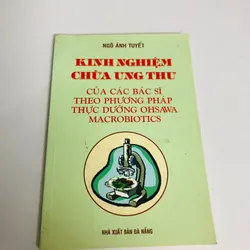 NGÔ ÁNH TUYẾT
KINH NGHIỆM
CHỮA UNG THƯ
CỦA CÁC BÁC SĨ
THEO PHƯƠNG PHÁP
THỰC DƯỠNG OHSAWA
MACROBIOTICS
NHÀ XUẤT BẢN ĐÀ NẴNG